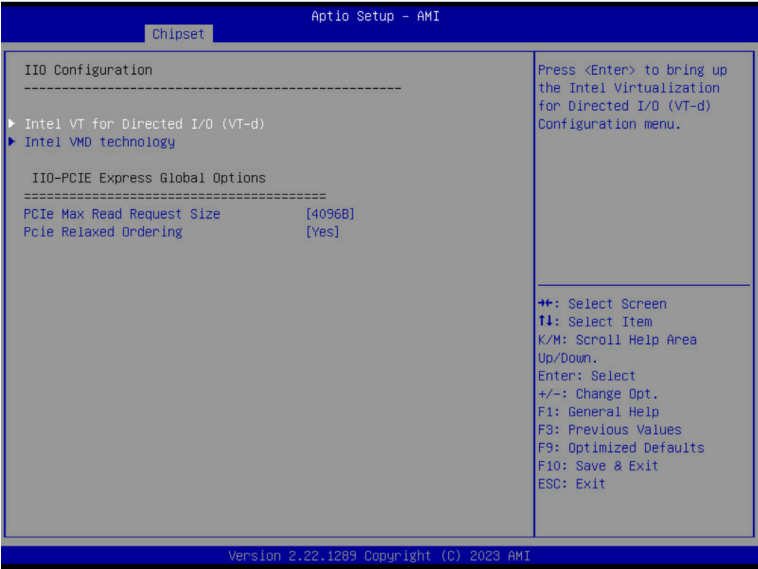 Aptio Setup – AMI
Chipset
IIO Configuration
--------------------------------------------------
Intel VT for Directed I/O (VT-d)
Intel VMD technology
IIO-PCIE Express Global Options
========================================
PCIe Max Read Request Size [4096B]
Pcie Relaxed Ordering [Yes]
Press <Enter> to bring up
the Intel Virtualization
for Directed I/O (VT-d)
Configuration menu.
→←: Select Screen
↑↓: Select Item
K/M: Scroll Help Area
Up/Down.
Enter: Select
+/-: Change Opt.
F1: General Help
F3: Previous Values
F9: Optimized Defaults
F10: Save & Exit
ESC: Exit
Version 2.22.1289 Copyright (C) 2023 AMI